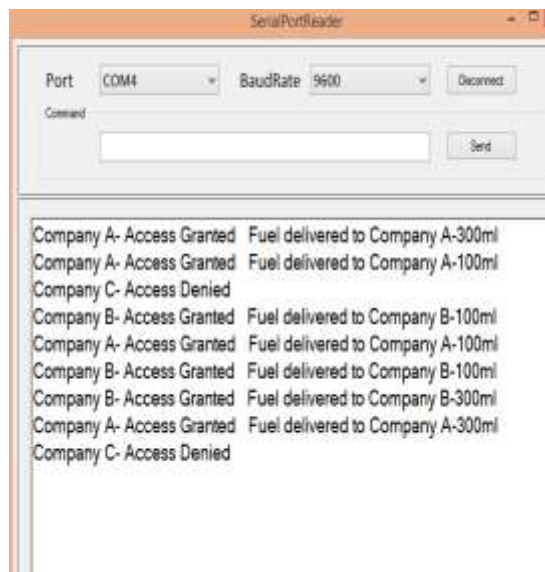 SerialPortReader
Port COM4 BaudRate 9600 Disconnect
Command
Send
Company A- Access Granted Fuel delivered to Company A-300ml
Company A- Access Granted Fuel delivered to Company A-100ml
Company C- Access Denied
Company B- Access Granted Fuel delivered to Company B-100ml
Company A- Access Granted Fuel delivered to Company A-100ml
Company B- Access Granted Fuel delivered to Company B-100ml
Company B- Access Granted Fuel delivered to Company B-300ml
Company A- Access Granted Fuel delivered to Company A-300ml
Company C- Access Denied